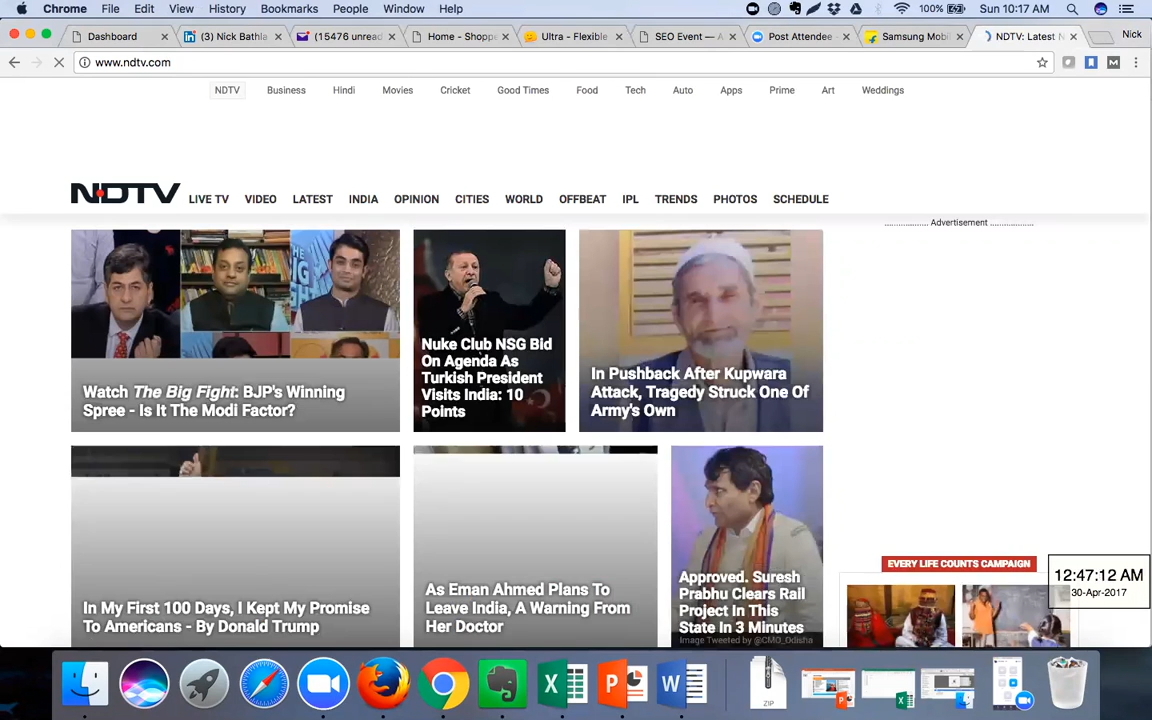 Chrome File Edit View History Bookmarks People Window Help 100% Sun 10:17 AM
Dashboard (3) Nick Bathla (15476 unread Home - Shoppe Ultra - Flexible SEO Event — A Post Attendee - Samsung Mobil NDTV: Latest N Nick
www.ndtv.com
NDTV Business Hindi Movies Cricket Good Times Food Tech Auto Apps Prime Art Weddings
NDTV LIVE TV VIDEO LATEST INDIA OPINION CITIES WORLD OFFBEAT IPL TRENDS PHOTOS SCHEDULE
Advertisement
Watch The Big Fight: BJP's Winning
Spree - Is It The Modi Factor?
Nuke Club NSG Bid
On Agenda As
Turkish President
Visits India: 10
Points
In Pushback After Kupwara
Attack, Tragedy Struck One Of
Army's Own
In My First 100 Days, I Kept My Promise
To Americans - By Donald Trump
As Eman Ahmed Plans To
Leave India, A Warning From
Her Doctor
Approved. Suresh
Prabhu Clears Rail
Project In This
State In 3 Minutes
Image Tweeted by @CMO_Odisha
EVERY LIFE COUNTS CAMPAIGN
12:47:12 AM
30-Apr-2017
ZIP